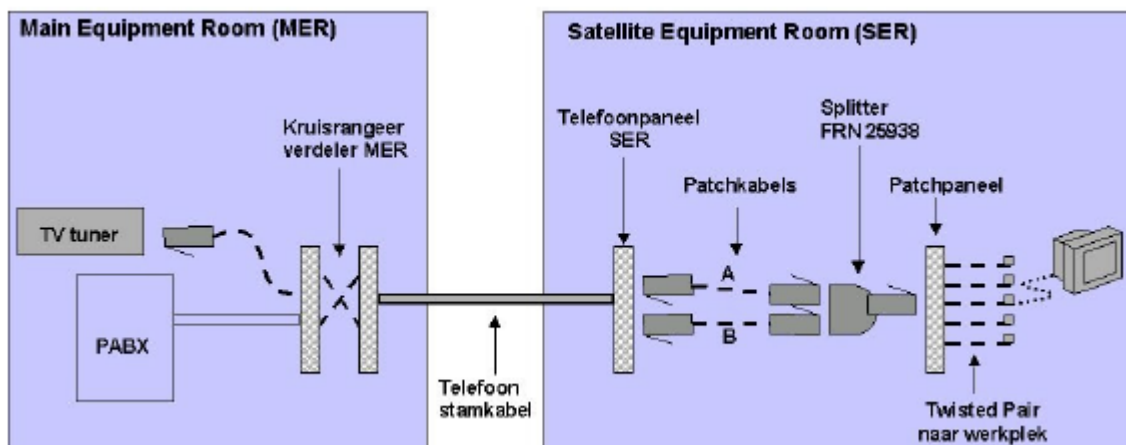 Main Equipment Room (MER)
Kruisrangeer
verdeler MER
TV tuner
PABX
Telefoon
stamkabel
Satellite Equipment Room (SER)
Telefoonpaneel
SER
Patchkabels
Splitter
FRN 25938
Patchpaneel
A
B
Twisted Pair
naar werkplek